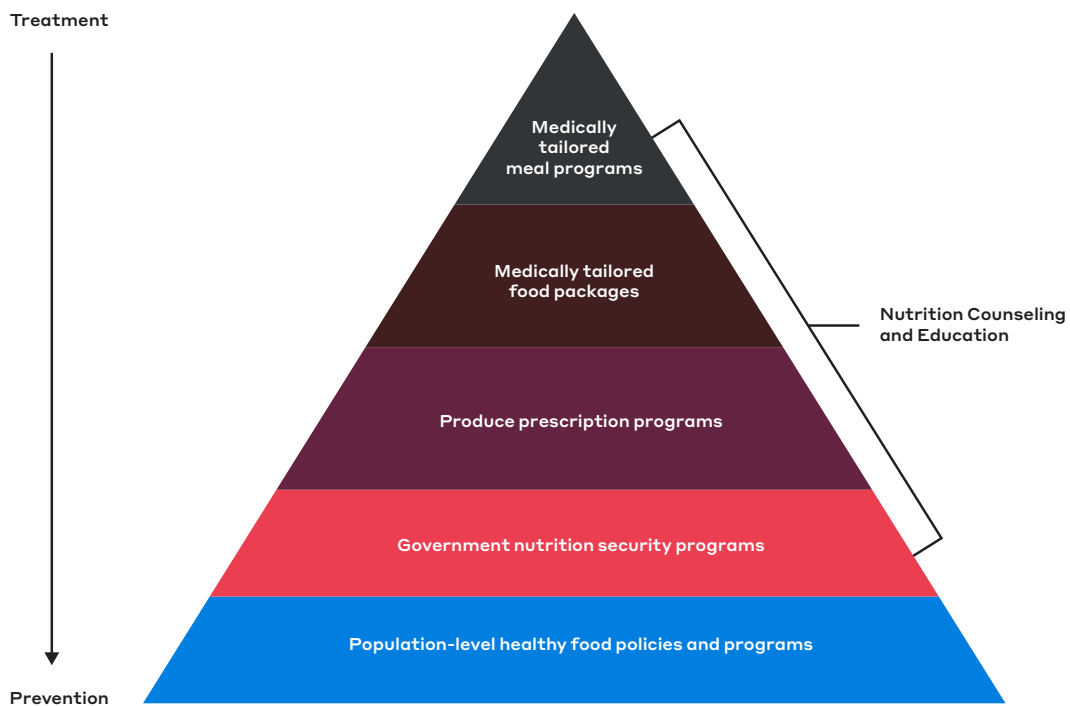 Treatment
Medically
tailored
meal programs
Medically tailored
food packages
Nutrition Counseling
and Education
Produce prescription programs
Government nutrition security programs
Population-level healthy food policies and programs
Prevention